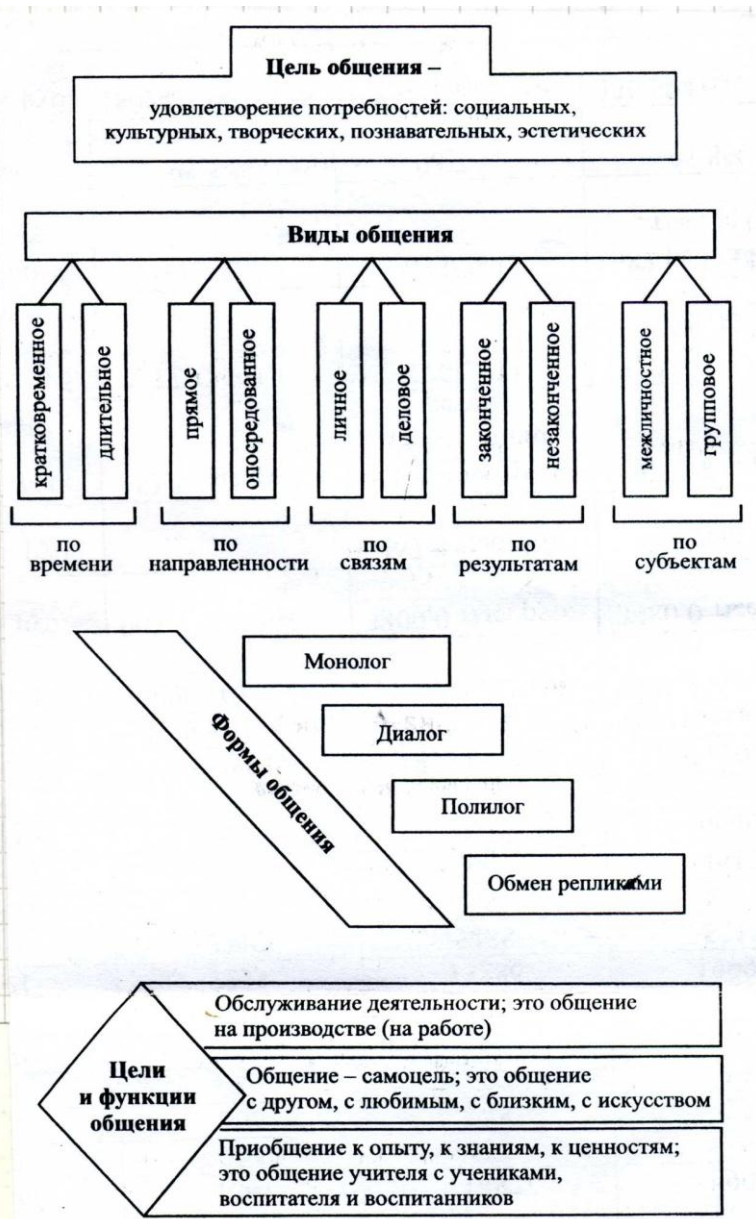 Цель общения –
удовлетворение потребностей: социальных,
культурных, творческих, познавательных, эстетических
Виды общения
кратковременное
длительное
прямое
опосредованное
личное
деловое
законченное
незаконченное
межличностное
групповое
по
времени
по
направленности
по
связям
по
результатам
по
субъектам
Формы общения
Монолог
Диалог
Полилог
Обмен репликами
Цели
и функции
общения
Обслуживание деятельности; это общение
на производстве (на работе)
Общение – самоцель; это общение
с другом, с любимым, с близким, с искусством
Приобщение к опыту, к знаниям, к ценностям;
это общение учителя с учениками,
воспитателя и воспитанников